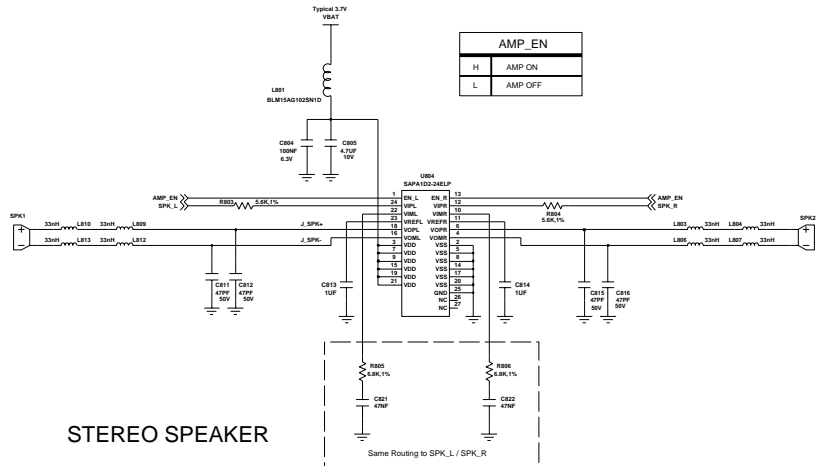 Typical 3.7V
VBAT
AMP_EN
H AMP ON
L AMP OFF
L801
BLM15AG102SN1D
C804
100NF
6.3V
C805
4.7UF
10V
U804
SAPA1D2-24ELP
AMP_EN
SPK_L
R803 5.6K,1%
1 EN_L EN_R 13
24 VIPL VIPR 12
22 VIML VIMR 10
23 VREFL VREFR 11
18 VOPL VOPR 6
16 VOML VOMR 4
3 VDD VSS 2
7 VDD VSS 5
9 VDD VSS 8
15 VDD VSS 14
19 VDD VSS 17
21 VDD VSS 20
GND 25
NC 26
NC 27
AMP_EN
SPK_R
R804
5.6K,1%
SPK1
+
-
33nH L810 33nH L809 J_SPK+
33nH L813 33nH L812 J_SPK-
L803 33nH L804 33nH
L806 33nH L807 33nH
SPK2
+
-
C811
47PF
50V
C812
47PF
50V
C813
1UF
C814
1UF
C815
47PF
50V
C816
47PF
50V
R805
6.8K,1%
C821
47NF
R806
6.8K,1%
C822
47NF
STEREO SPEAKER
Same Routing to SPK_L / SPK_R